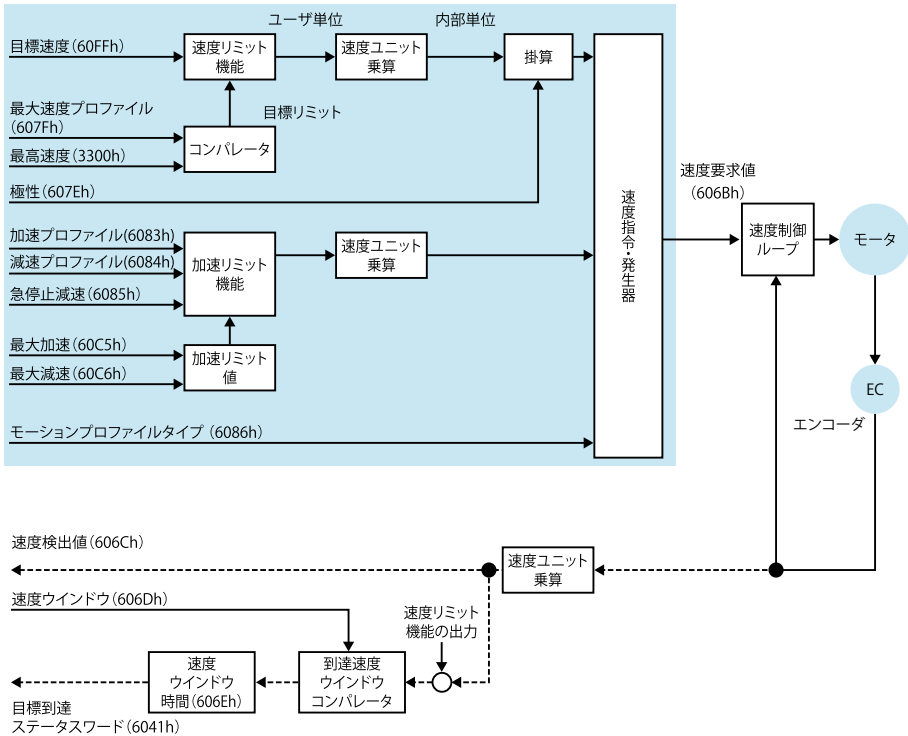 ユーザ単位
内部単位
目標速度(60FFh)
速度リミット
機能
速度ユニット
乗算
掛算
最大速度プロファイル
(607Fh)
目標リミット
コンパレータ
最高速度(3300h)
極性(607Eh)
速度指令・発生器
速度要求値
(606Bh)
速度制御
ループ
モータ
加速プロファイル(6083h)
減速プロファイル(6084h)
急停止減速(6085h)
加速リミット
機能
速度ユニット
乗算
最大加速(60C5h)
最大減速(60C6h)
加速リミット
値
EC
エンコーダ
モーションプロファイルタイプ(6086h)
速度検出値(606Ch)
速度ユニット
乗算
速度ウインドウ(606Dh)
速度リミット
機能の出力
速度
ウインドウ
時間(606Eh)
到達速度
ウインドウ
コンパレータ
目標到達
ステータスワード(6041h)